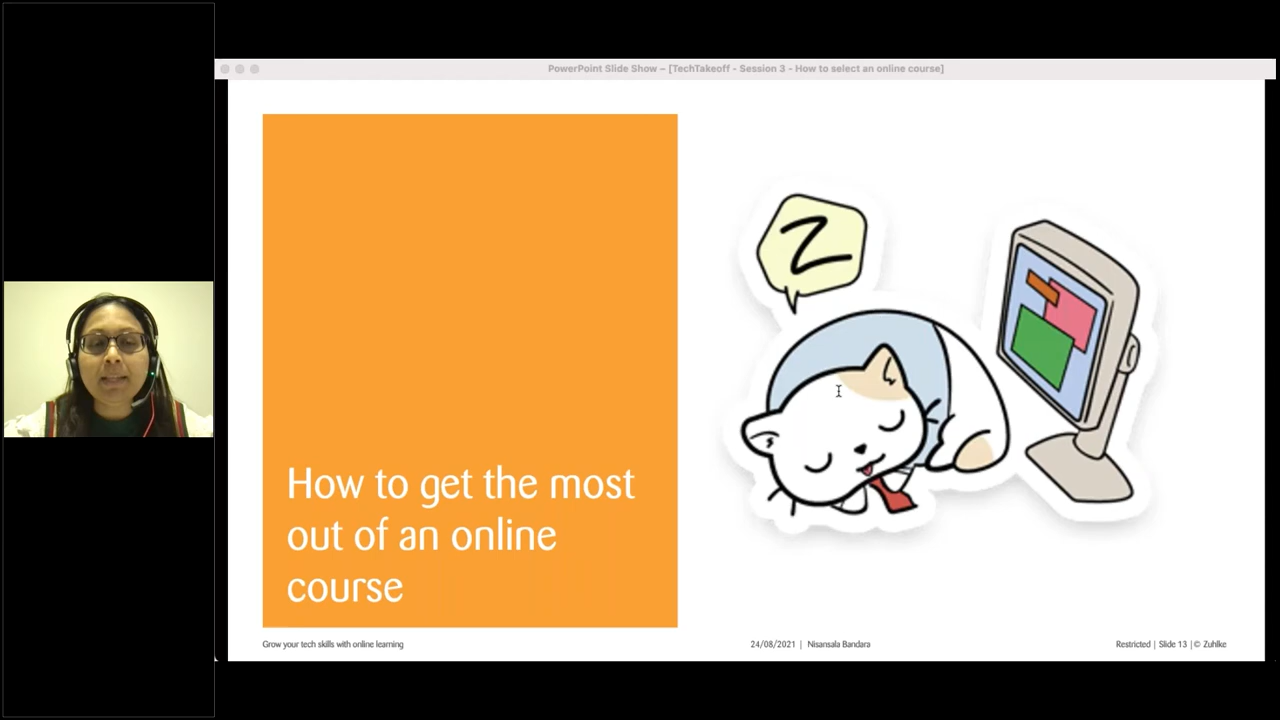 PowerPoint Slide Show – [TechTakeoff - Session 3 - How to select an online course]
Z
How to get the most
out of an online
course
Grow your tech skills with online learning
24/08/2021 | Nisansala Bandara
Restricted | Slide 13 | © Zuhlke